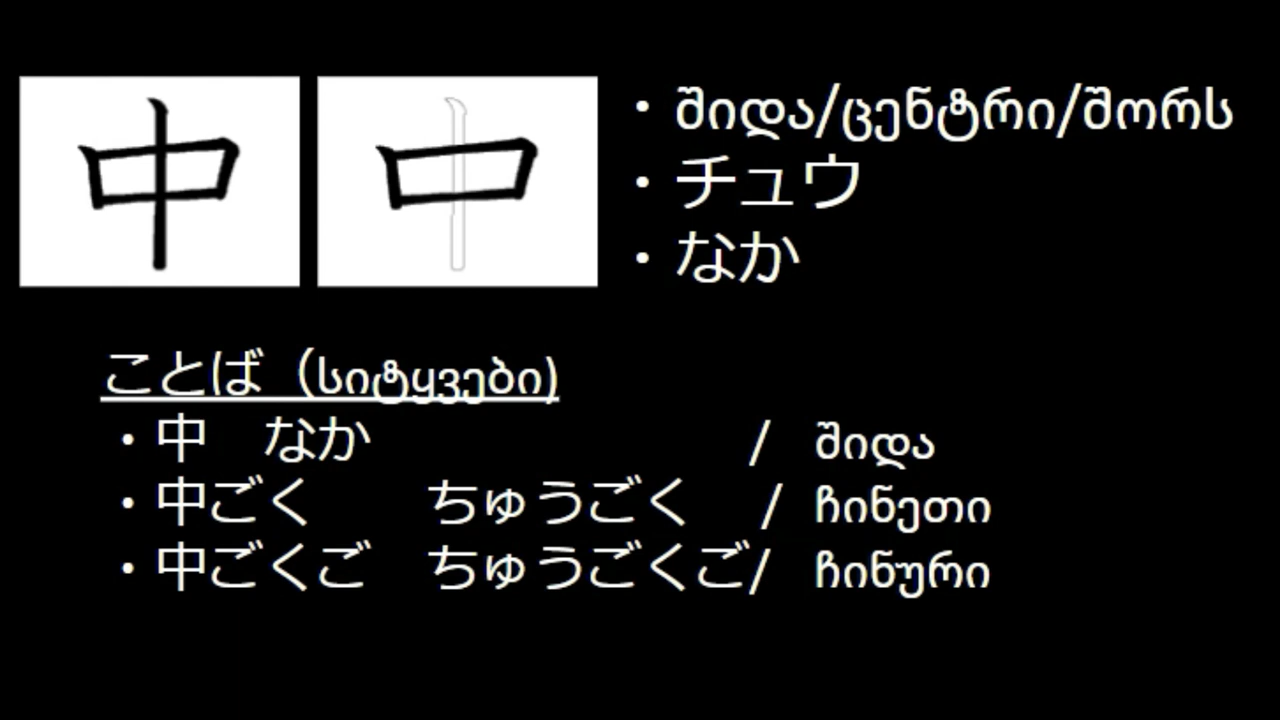 中
・შიდა/ცენტრი/შორს
・チュウ
・なか
ことば（სიტყვები)
・中　なか / შიდა
・中ごく　ちゅうごく / ჩინეთი
・中ごくご　ちゅうごくご/ ჩინური